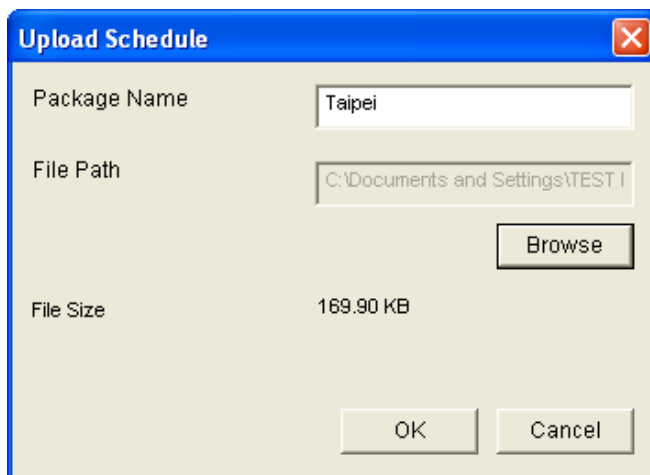 Upload Schedule
Package Name
Taipei
File Path
C:\Documents and Settings\TEST
Browse
File Size
169.90 KB
OK
Cancel